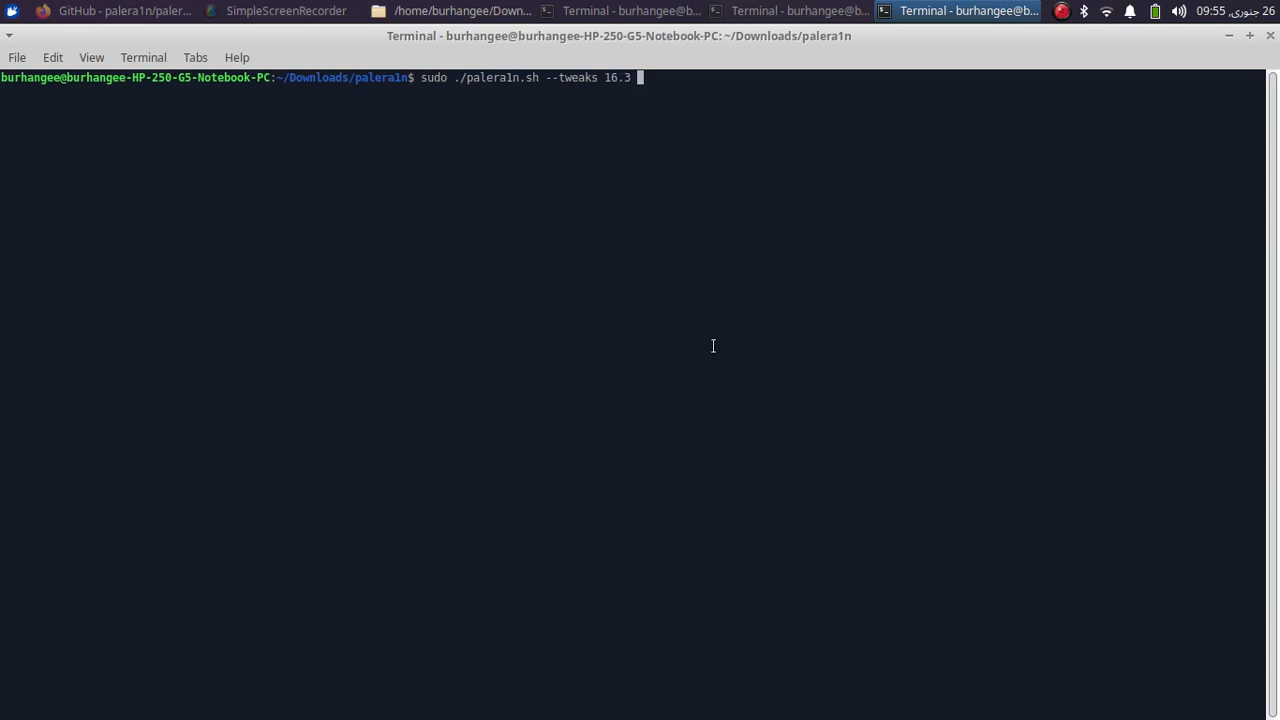 GitHub - palera1n/paler... SimpleScreenRecorder /home/burhangee/Down... Terminal - burhangee@b... Terminal - burhangee@b... Terminal - burhangee@b... 26 جنوری, 09:55
Terminal - burhangee@burhangee-HP-250-G5-Notebook-PC: ~/Downloads/palera1n
File Edit View Terminal Tabs Help
burhangee@burhangee-HP-250-G5-Notebook-PC:~/Downloads/palera1n$ sudo ./palera1n.sh --tweaks 16.3